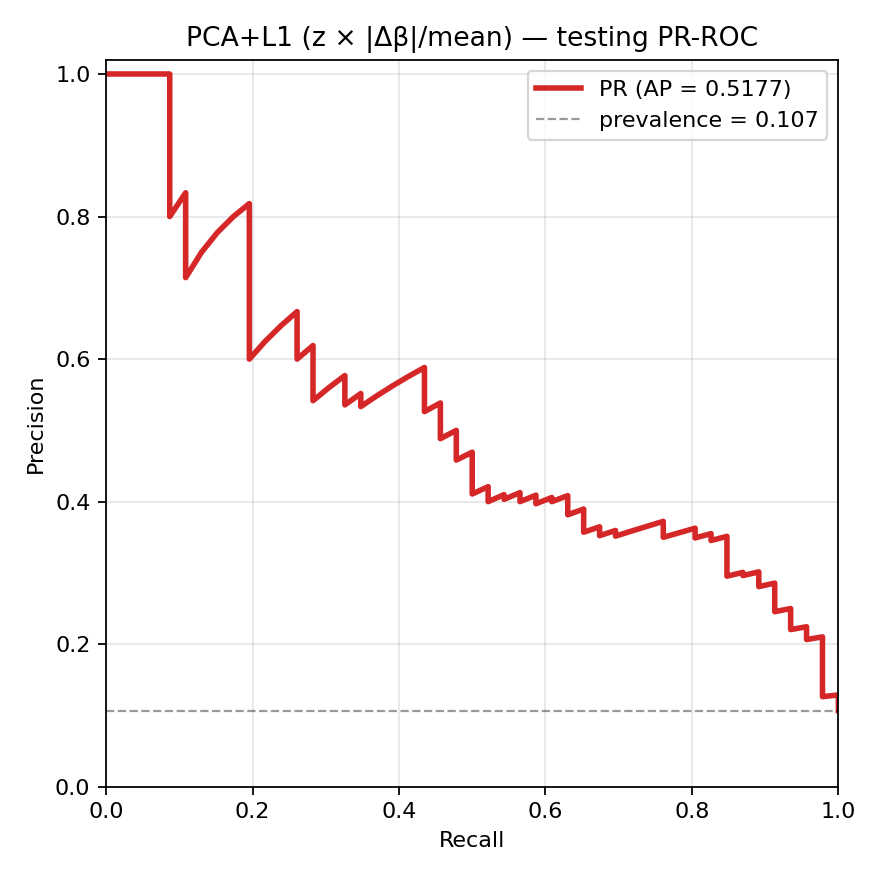 PCA+L1 (z × |Δβ|/mean) — testing PR-ROC
PR (AP = 0.5177)
prevalence = 0.107
1.0
0.8
0.6
0.4
0.2
0.0
Precision
0.0 0.2 0.4 0.6 0.8 1.0
Recall